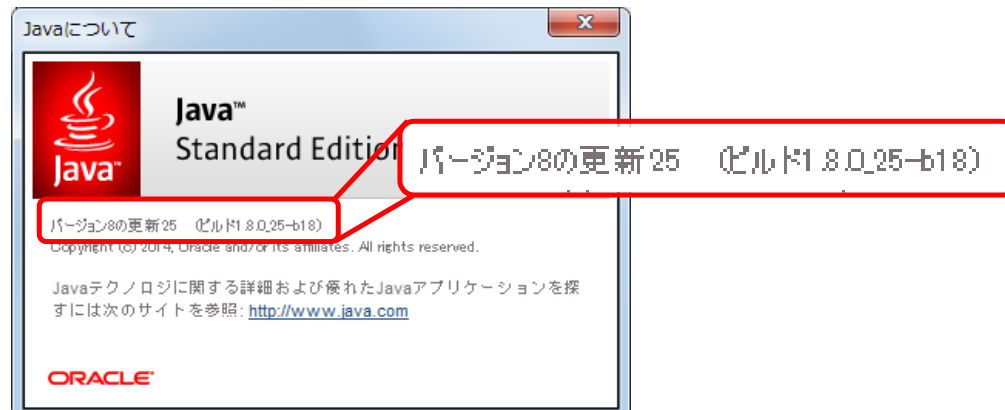 Javaについて
Java™
Java™
Standard Edition
バージョン8の更新25 （ビルド1.8.0_25-b18）
バージョン8の更新25 （ビルド1.8.0_25-b18）
Copyright (c) 2014, Oracle and/or its affiliates. All rights reserved.
Javaテクノロジに関する詳細および優れたJavaアプリケーションを探
すには次のサイトを参照: http://www.java.com
ORACLE